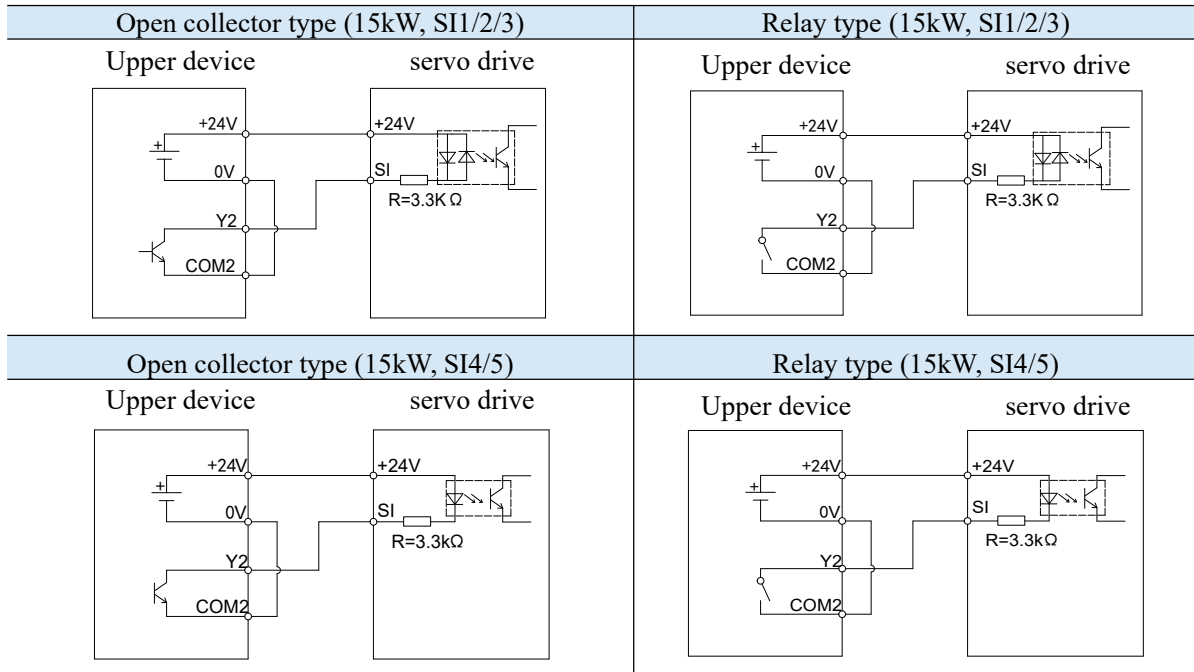 Open collector type (15kW, SI1/2/3)
Relay type (15kW, SI1/2/3)
Upper device servo drive
Upper device servo drive
+24V +24V
0V SI
R=3.3K Ω
Y2
COM2
+
+24V +24V
0V SI
R=3.3K Ω
Y2
COM2
+
Open collector type (15kW, SI4/5)
Relay type (15kW, SI4/5)
Upper device servo drive
Upper device servo drive
+24V +24V
0V SI
R=3.3kΩ
Y2
COM2
+
+24V +24V
0V SI
R=3.3kΩ
Y2
COM2
+